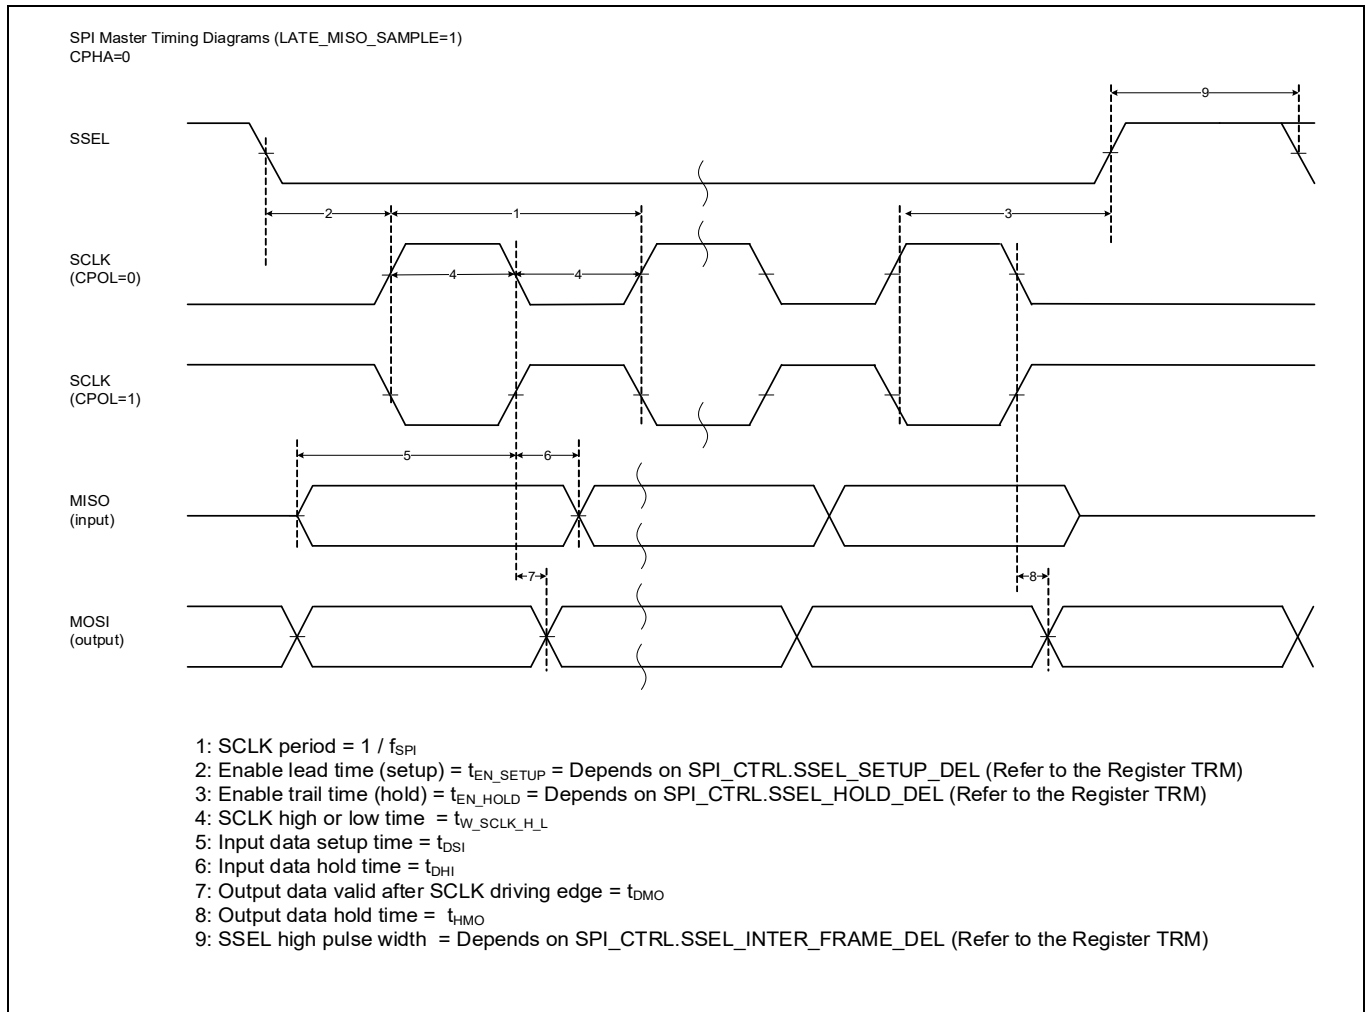 SPI Master Timing Diagrams (LATE_MISO_SAMPLE=1)
CPHA=0
9
SSEL
2
1
3
SCLK
(CPOL=0)
4
4
SCLK
(CPOL=1)
5
6
MISO
(input)
7
8
MOSI
(output)
1: SCLK period = 1 / fSPI
2: Enable lead time (setup) = tEN_SETUP = Depends on SPI_CTRL.SSEL_SETUP_DEL (Refer to the Register TRM)
3: Enable trail time (hold) = tEN_HOLD = Depends on SPI_CTRL.SSEL_HOLD_DEL (Refer to the Register TRM)
4: SCLK high or low time = tW_SCLK_H_L
5: Input data setup time = tDSI
6: Input data hold time = tDHI
7: Output data valid after SCLK driving edge = tDMO
8: Output data hold time = tHMO
9: SSEL high pulse width = Depends on SPI_CTRL.SSEL_INTER_FRAME_DEL (Refer to the Register TRM)